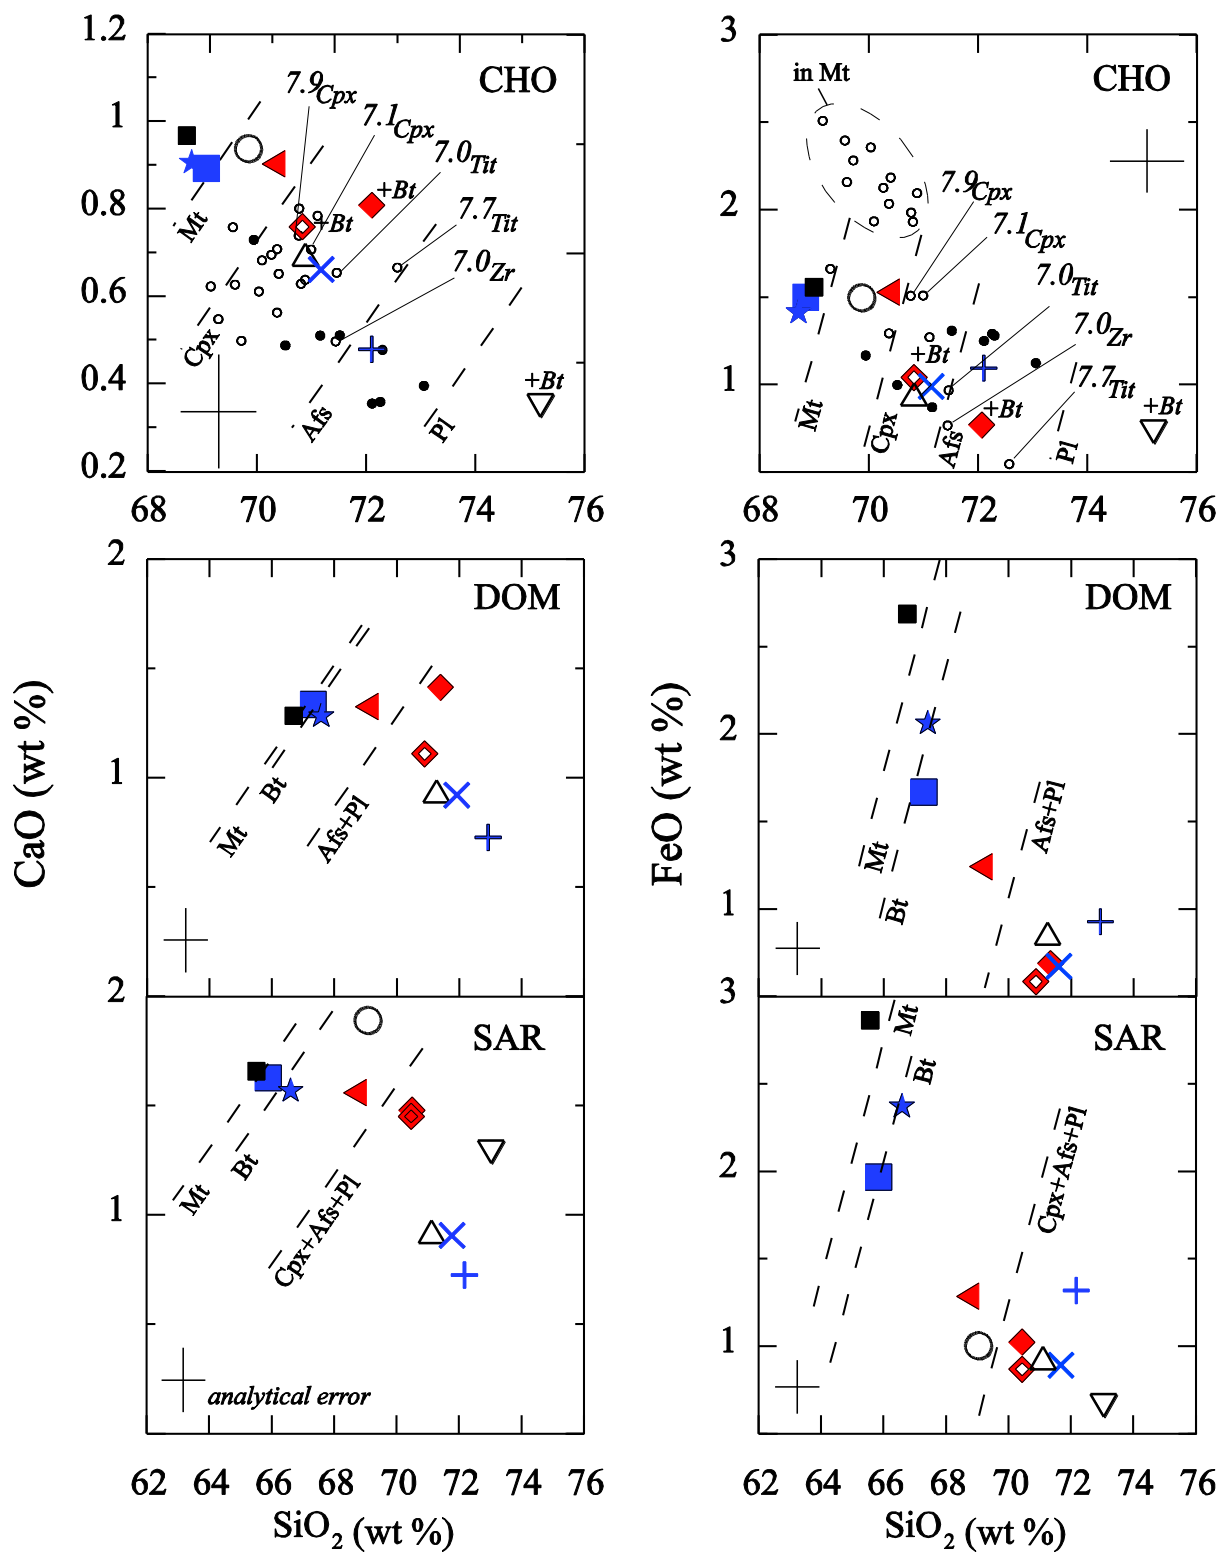 1.2
1
0.8
0.6
0.4
0.2
CHO
7.9Cpx
7.1Cpx
7.0Tit
7.7Tit
7.0Zr
+Bt
+Bt
+Bt
Mt
Cpx
Afs
Pl
68 70 72 74 76
3
2
1
CHO
in Mt
7.9Cpx
7.1Cpx
7.0Tit
7.0Zr
7.7Tit
+Bt
+Bt
+Bt
Mt
Cpx
Afs
Pl
68 70 72 74 76
CaO (wt %)
2
1
DOM
Mt
Bt
Afs+Pl
FeO (wt %)
3
2
1
DOM
Mt
Bt
Afs+Pl
2
1
SAR
Mt
Bt
Cpx+Afs+Pl
analytical error
62 64 66 68 70 72 74 76
SiO2 (wt %)
3
2
1
SAR
Mt
Bt
Cpx+Afs+Pl
62 64 66 68 70 72 74 76
SiO2 (wt %)